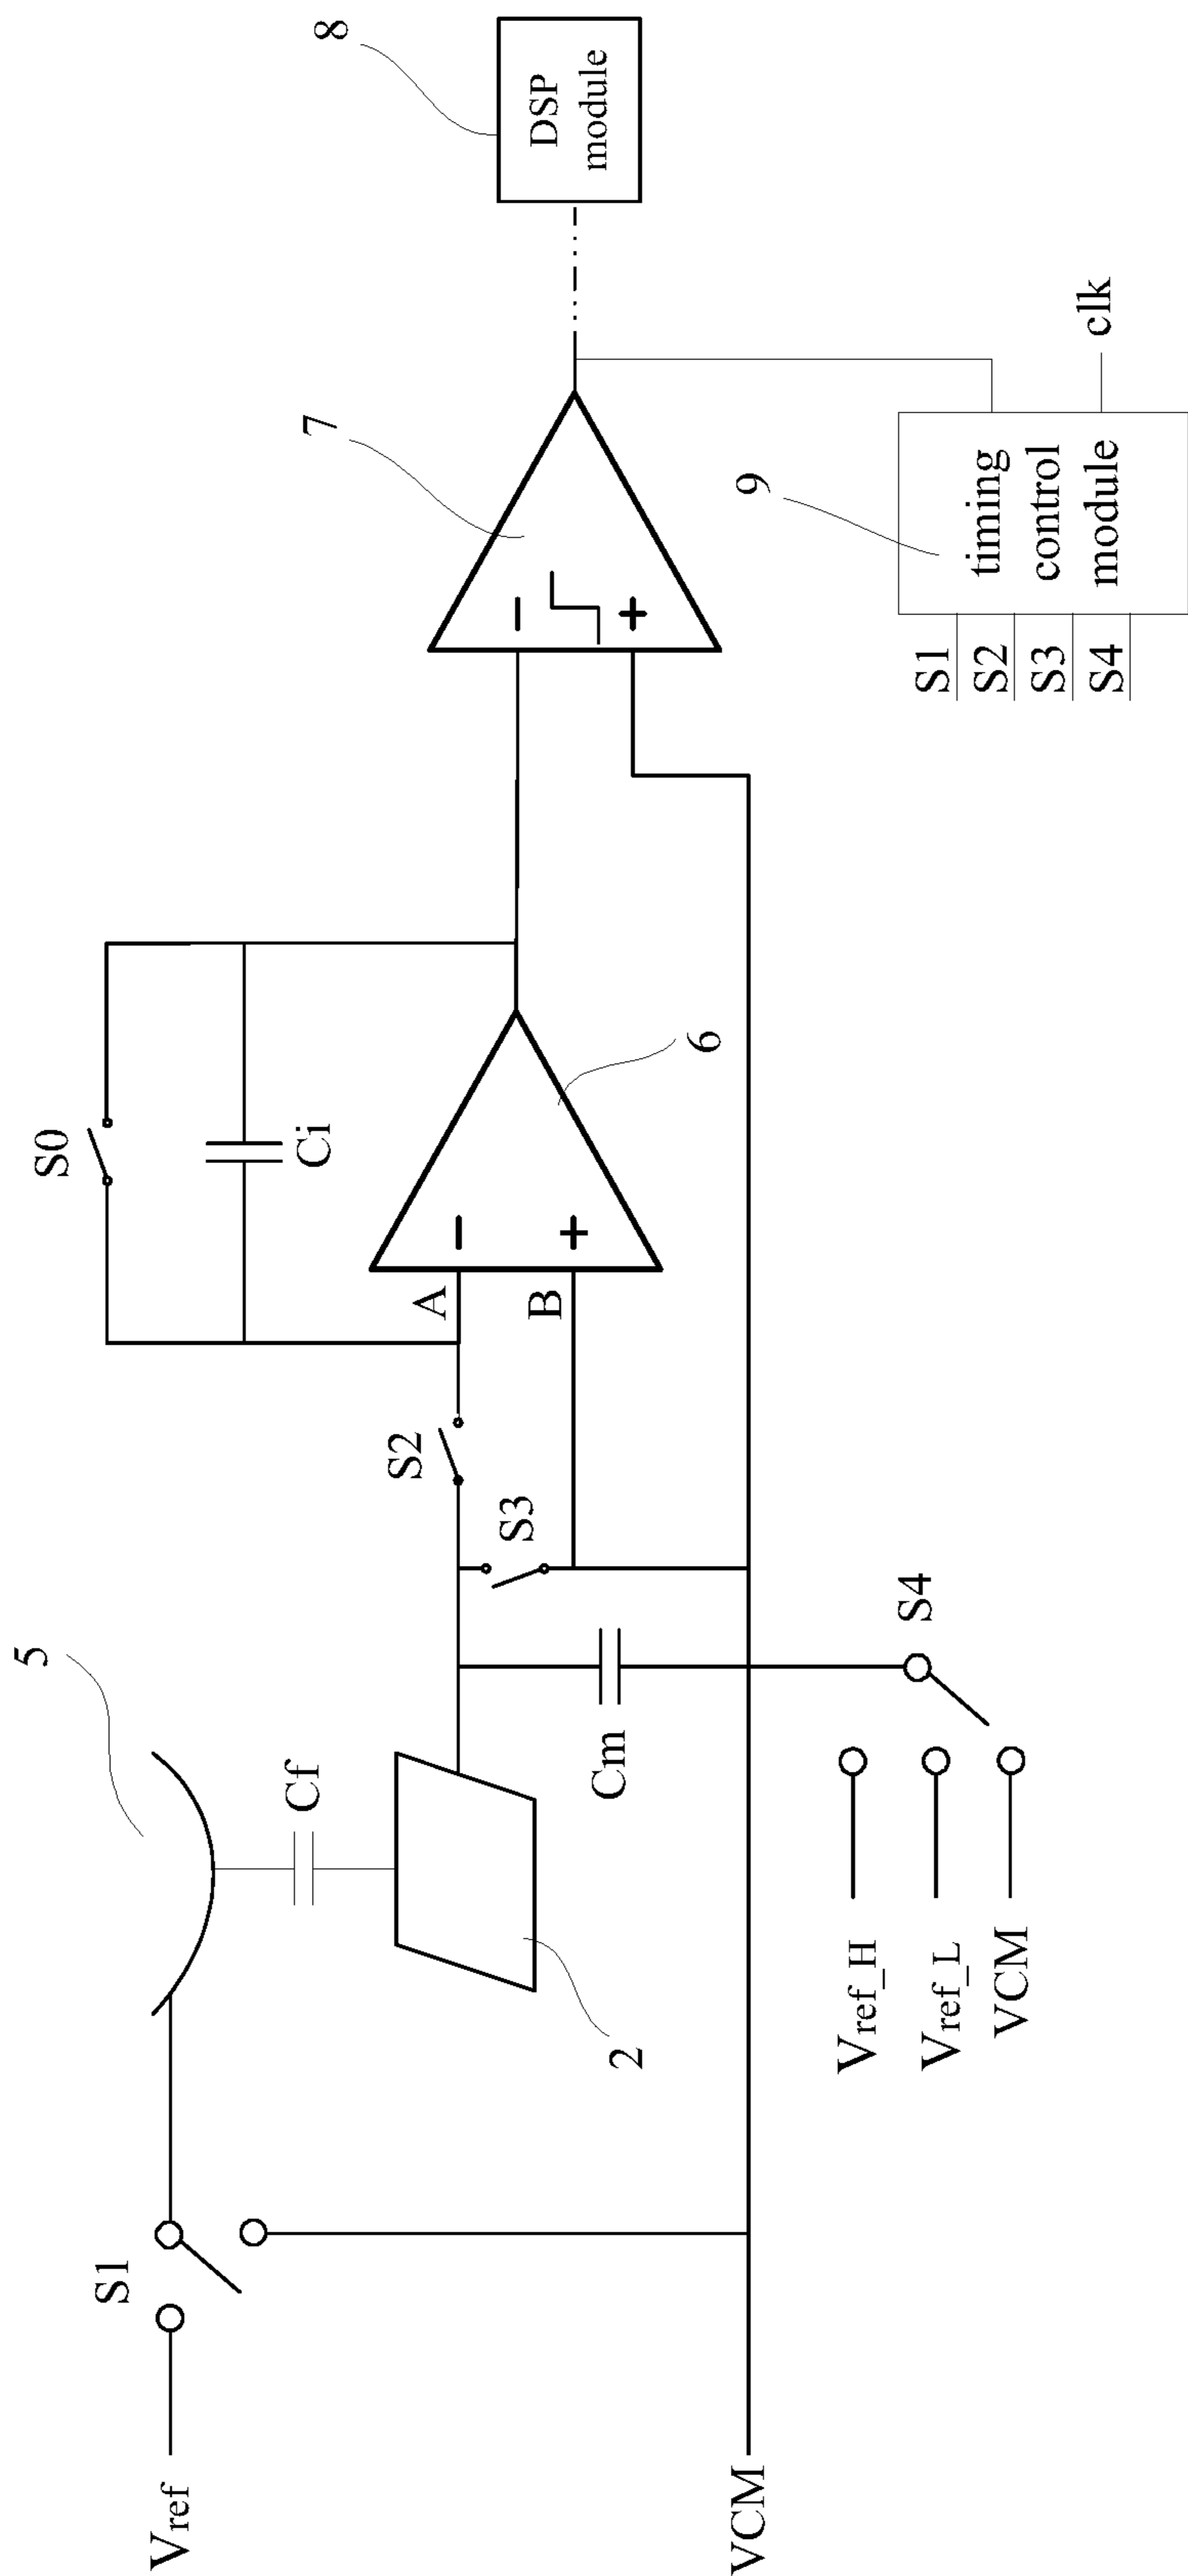 8
DSP
module
7
9
timing
control
module
clk
S1
S2
S3
S4
S0
Ci
6
A
B
S2
S3
S4
5
Cf
Cm
2
Vref_H
Vref_L
VCM
S1
Vref
VCM